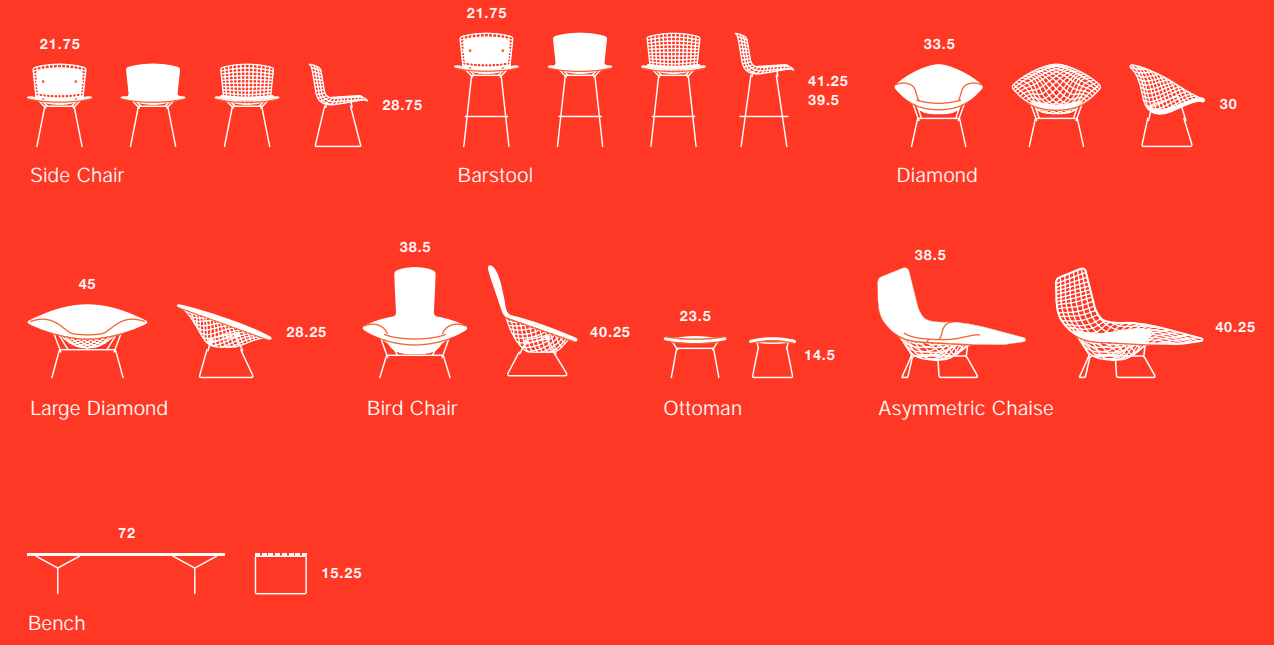 21.75
28.75
Side Chair
21.75
41.25
39.5
Barstool
33.5
30
Diamond
45
28.25
Large Diamond
38.5
40.25
Bird Chair
23.5
14.5
Ottoman
38.5
40.25
Asymmetric Chaise
72
15.25
Bench